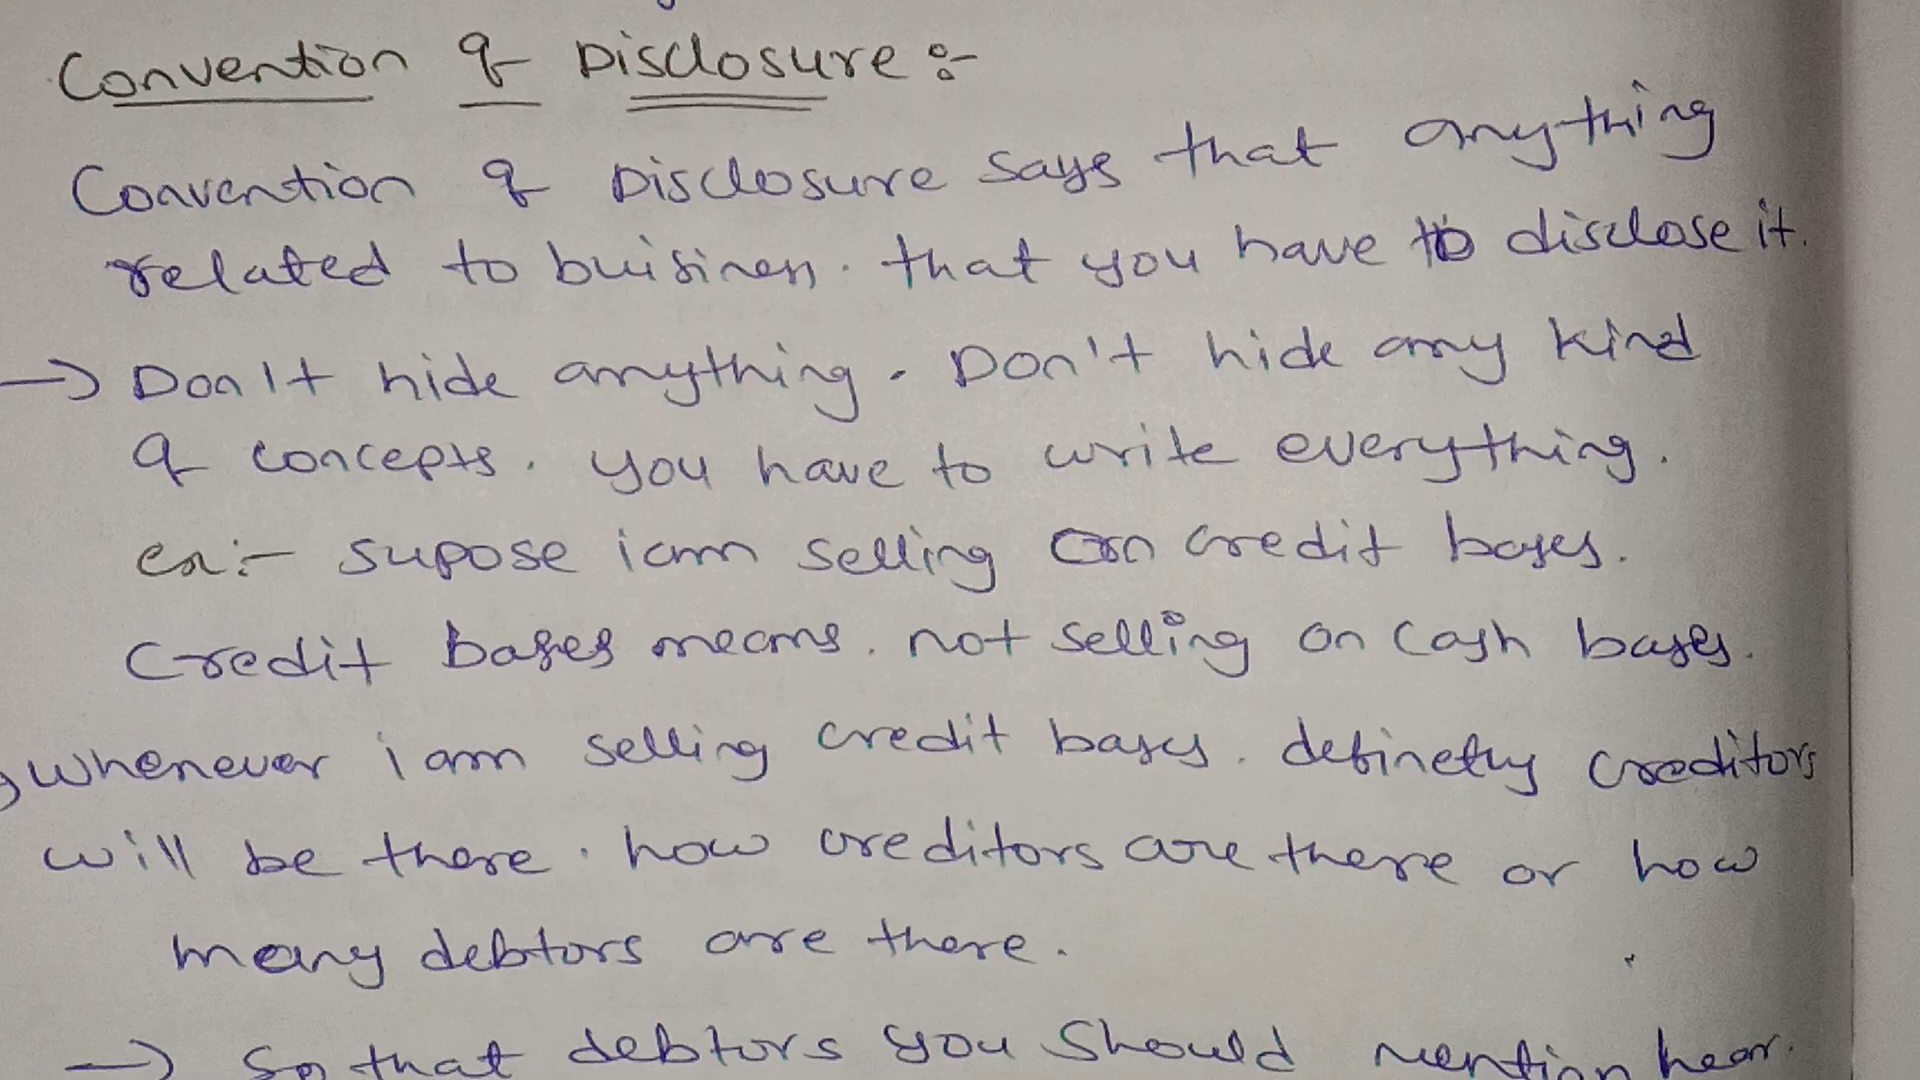 Convention of Disclosure :-
Convention of Disclosure says that anything
related to buisiness. that you have to disclose it.
→ Don't hide anything. Don't hide any kind
of concepts. you have to write everything.
ex:- supose i am selling on credit bases.
Credit bases means. not selling on cash bases.
Whenever i am selling credit bases. definetly creditors
will be there. how creditors are there or how
many debtors are there.
→ So that debtors you should mention hear.